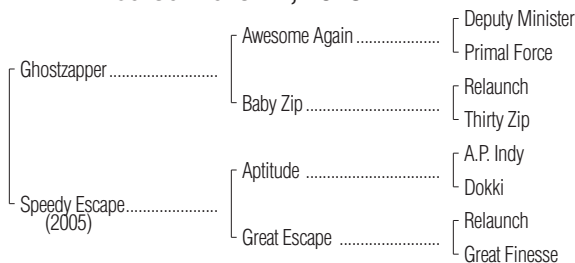 Ghostzapper
Speedy Escape
(2005)
Awesome Again
Baby Zip
Aptitude
Great Escape
Deputy Minister
Primal Force
Relaunch
Thirty Zip
A.P. Indy
Dokki
Relaunch
Great Finesse